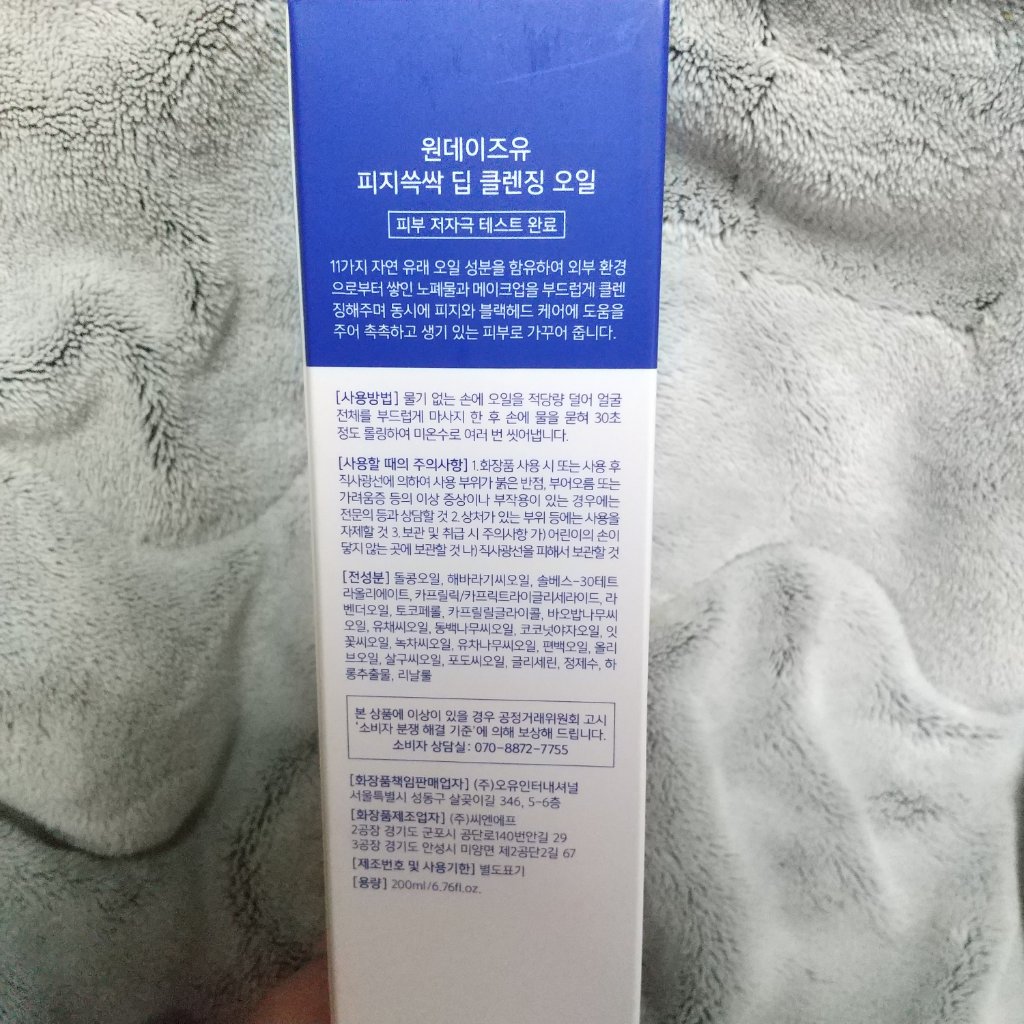 원데이즈유
피지쓱싹 딥 클렌징 오일
피부 저자극 테스트 완료
11가지 자연 유래 오일 성분을 함유하여 외부 환경
으로부터 쌓인 노폐물과 메이크업을 부드럽게 클렌
징해주며 동시에 피지와 블랙헤드 케어에 도움을
주어 촉촉하고 생기 있는 피부로 가꾸어 줍니다.
[사용방법] 물기 없는 손에 오일을 적당량 덜어 얼굴
전체를 부드럽게 마사지 한 후 손에 물을 묻혀 30초
정도 롤링하여 미온수로 여러 번 씻어냅니다.
[사용할 때의 주의사항] 1.화장품 사용 시 또는 사용 후
직사광선에 의하여 사용 부위가 붉은 반점, 부어오름 또는
가려움증 등의 이상 증상이나 부작용이 있는 경우에는
전문의 등과 상담할 것 2.상처가 있는 부위 등에는 사용을
자제할 것 3.보관 및 취급 시 주의사항 가) 어린이의 손이
닿지 않는 곳에 보관할 것 나) 직사광선을 피해서 보관할 것
[전성분] 돌콩오일, 해바라기씨오일, 솔베스-30테트
라올리에이트, 카프릴릭/카프릭트라이글리세라이드, 라
벤더오일, 토코페롤, 카프릴릴글라이콜, 바오밥나무씨
오일, 유채씨오일, 동백나무씨오일, 코코넛야자오일, 잇
꽃씨오일, 녹차씨오일, 유차나무씨오일, 편백오일, 올리
브오일, 살구씨오일, 포도씨오일, 글리세린, 정제수, 하
롱추출물, 리날룰
본 상품에 이상이 있을 경우 공정거래위원회 고시
'소비자 분쟁 해결 기준'에 의해 보상해 드립니다.
소비자 상담실: 070-8872-7755
[화장품책임판매업자] (주)오유인터내셔널
서울특별시 성동구 살곶이길 346, 5-6층
[화장품제조업자] (주)씨엔에프
2공장 경기도 군포시 공단로140번안길 29
3공장 경기도 안성시 미양면 제2공단2길 67
[제조번호 및 사용기한] 별도표기
[용량] 200ml/6.76fl.oz.